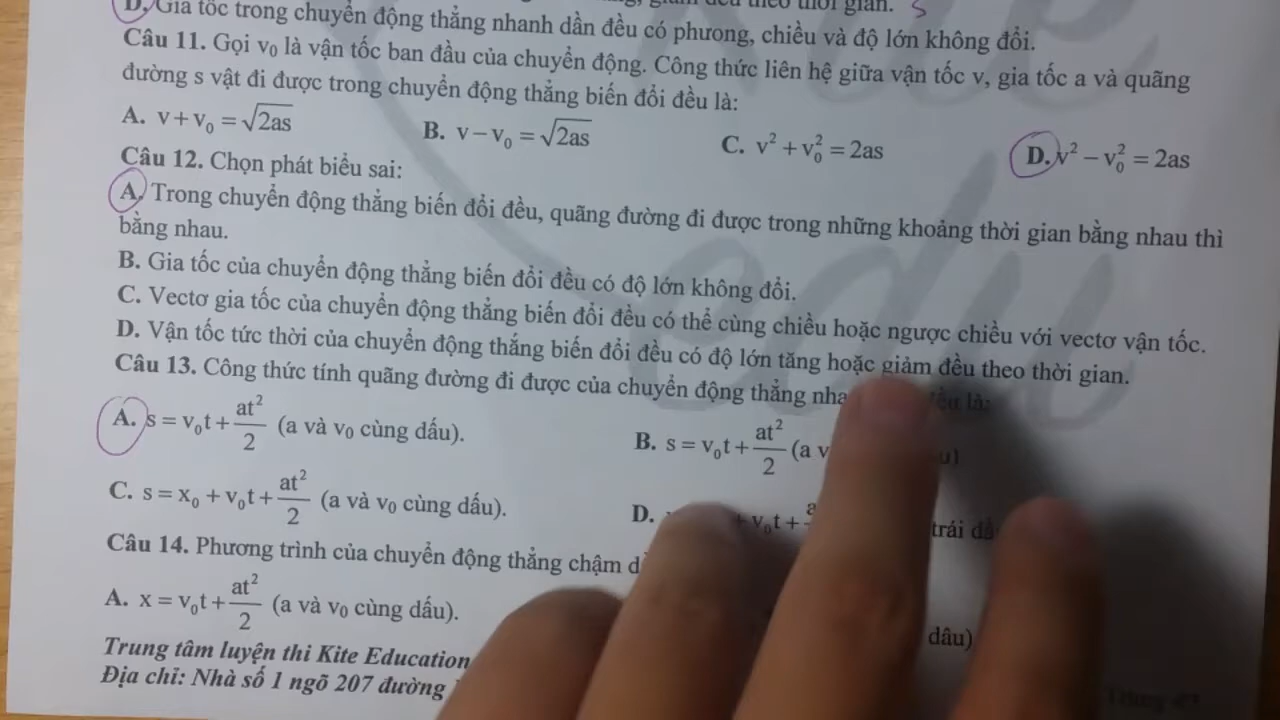 D. Gia tốc trong chuyển động thẳng nhanh dần đều có phương, chiều và độ lớn không đổi.
Câu 11. Gọi v₀ là vận tốc ban đầu của chuyển động. Công thức liên hệ giữa vận tốc v, gia tốc a và quãng
đường s vật đi được trong chuyển động thẳng biến đổi đều là:
A. v + v₀ = √2as B. v − v₀ = √2as C. v² + v₀² = 2as D. v² − v₀² = 2as
Câu 12. Chọn phát biểu sai:
A. Trong chuyển động thẳng biến đổi đều, quãng đường đi được trong những khoảng thời gian bằng nhau thì
bằng nhau.
B. Gia tốc của chuyển động thẳng biến đổi đều có độ lớn không đổi.
C. Vectơ gia tốc của chuyển động thẳng biến đổi đều có thể cùng chiều hoặc ngược chiều với vectơ vận tốc.
D. Vận tốc tức thời của chuyển động thẳng biến đổi đều có độ lớn tăng hoặc giảm đều theo thời gian.
Câu 13. Công thức tính quãng đường đi được của chuyển động thẳng là:
A. s = v₀t + at²/2 (a và v₀ cùng dấu). B. s = v₀t + at²/2 (a
C. s = x₀ + v₀t + at²/2 (a và v₀ cùng dấu). D. + v₀t + trái
Câu 14. Phương trình của chuyển động thẳng chậm
A. x = v₀t + at²/2 (a và v₀ cùng dấu). dấu)
Trung tâm luyện thi Kite Education
Địa chỉ: Nhà số 1 ngõ 207 đường